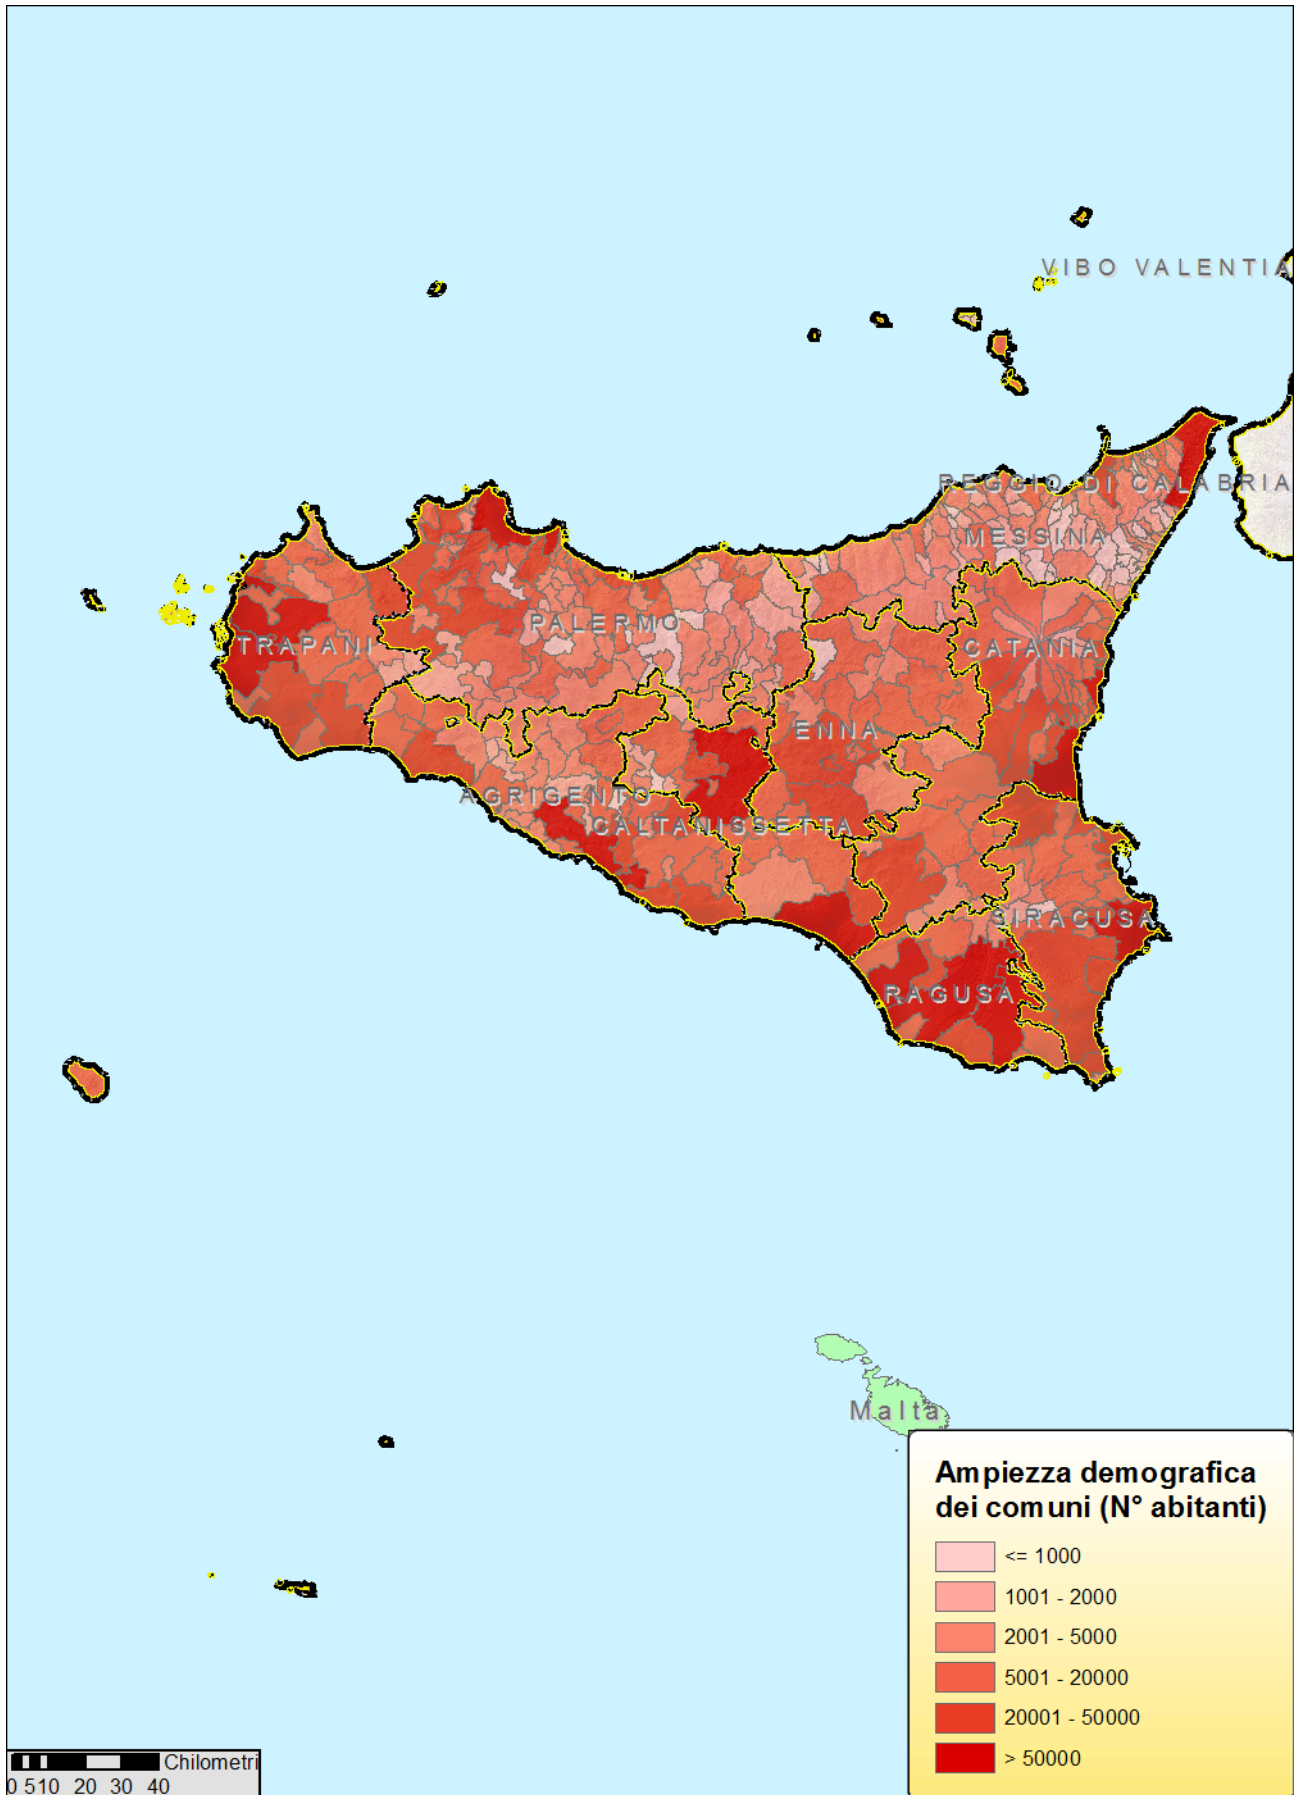 VIBO VALENTIA
REGGIO DI CALABRIA
MESSINA
PALERMO
TRAPANI
CATANIA
ENNA
AGRIGENTO
CALTANISSETTA
SIRACUSA
RAGUSA
Malta
Ampiezza demografica
dei comuni (N° abitanti)
<= 1000
1001 - 2000
2001 - 5000
5001 - 20000
20001 - 50000
> 50000
Chilometri
0 5 10 20 30 40